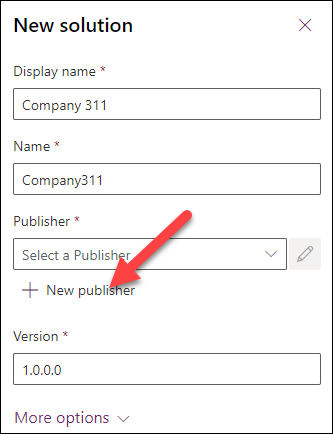 New solution
Display name *
Company 311
Name *
Company311
Publisher *
Select a Publisher
New publisher
Version *
1.0.0.0
More options